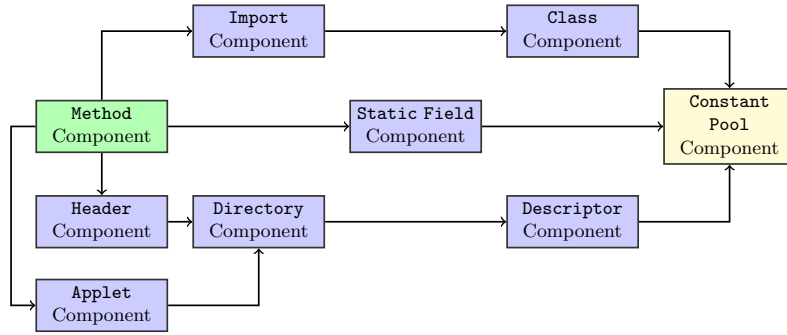 Import
Component
Class
Component
Method
Component
Static Field
Component
Constant
Pool
Component
Header
Component
Directory
Component
Descriptor
Component
Applet
Component